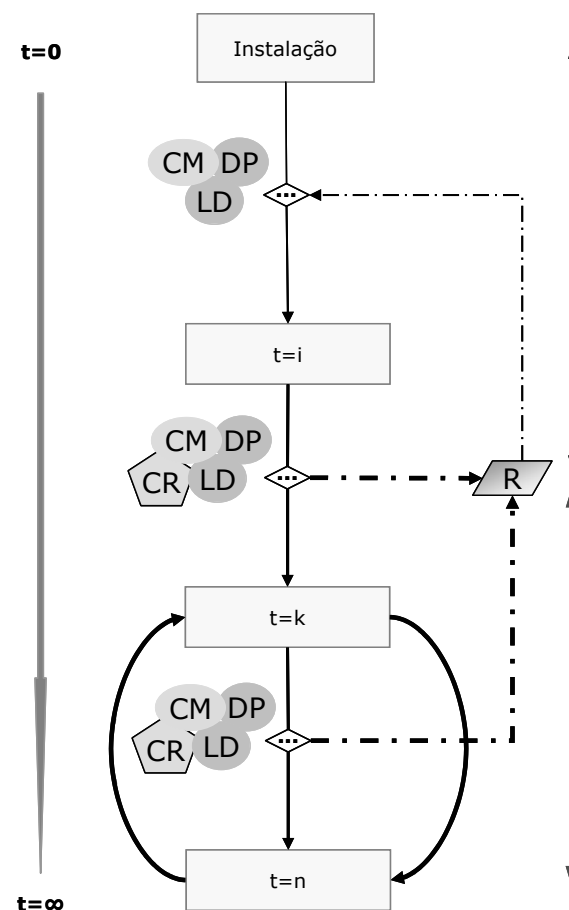 t=0
Instalação
CM DP
LD
...
t=i
CM DP
CR LD
...
R
t=k
CM DP
CR LD
...
t=n
t=∞